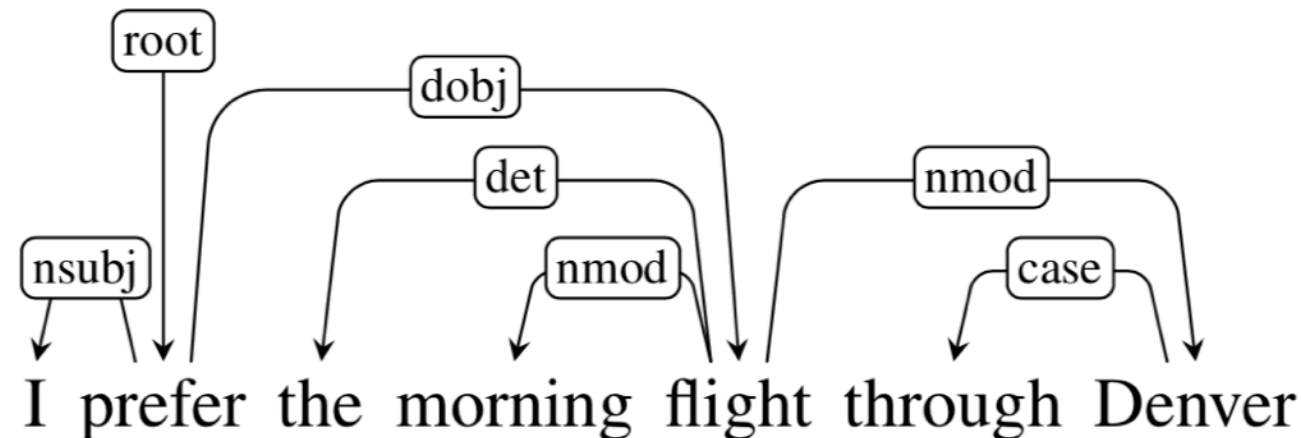 root
dobj
det nmod
nsubj nmod case
I prefer the morning flight through Denver